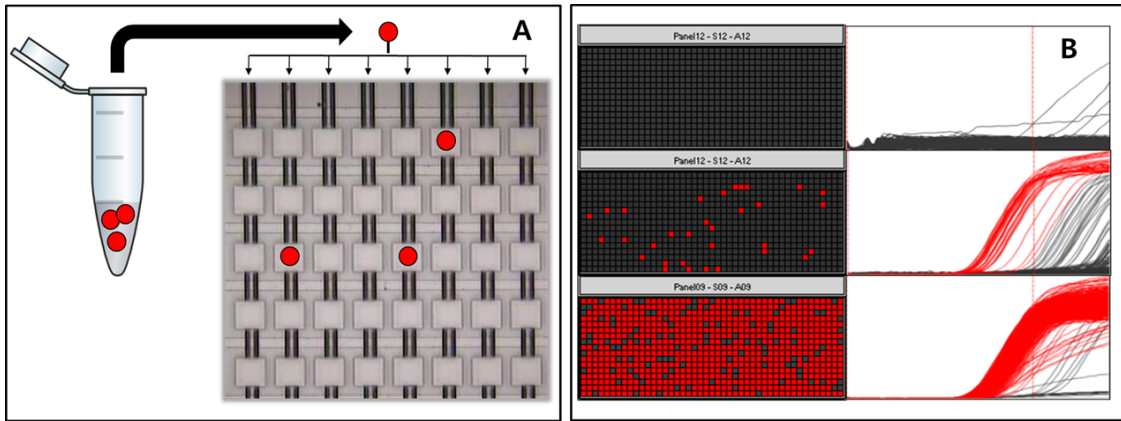 A
B
Panel12 - S12 - A12
Panel12 - S12 - A12
Panel09 - S09 - A09